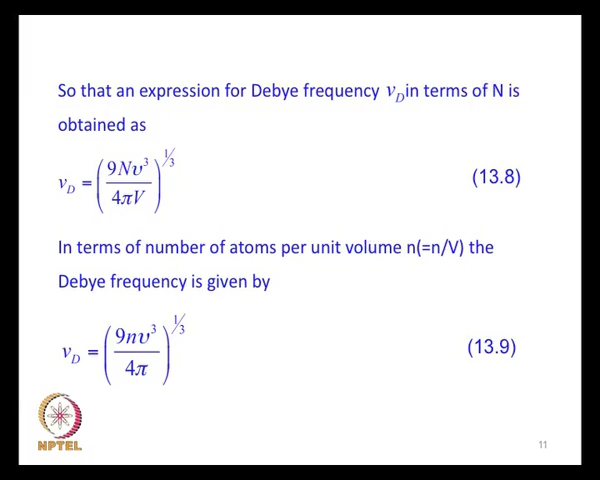 So that an expression for Debye frequency ν_D in terms of N is
obtained as
ν_D = (9Nυ³/4πV)^(1/3) (13.8)
In terms of number of atoms per unit volume n(=n/V) the
Debye frequency is given by
ν_D = (9nυ³/4π)^(1/3) (13.9)
NPTEL
11